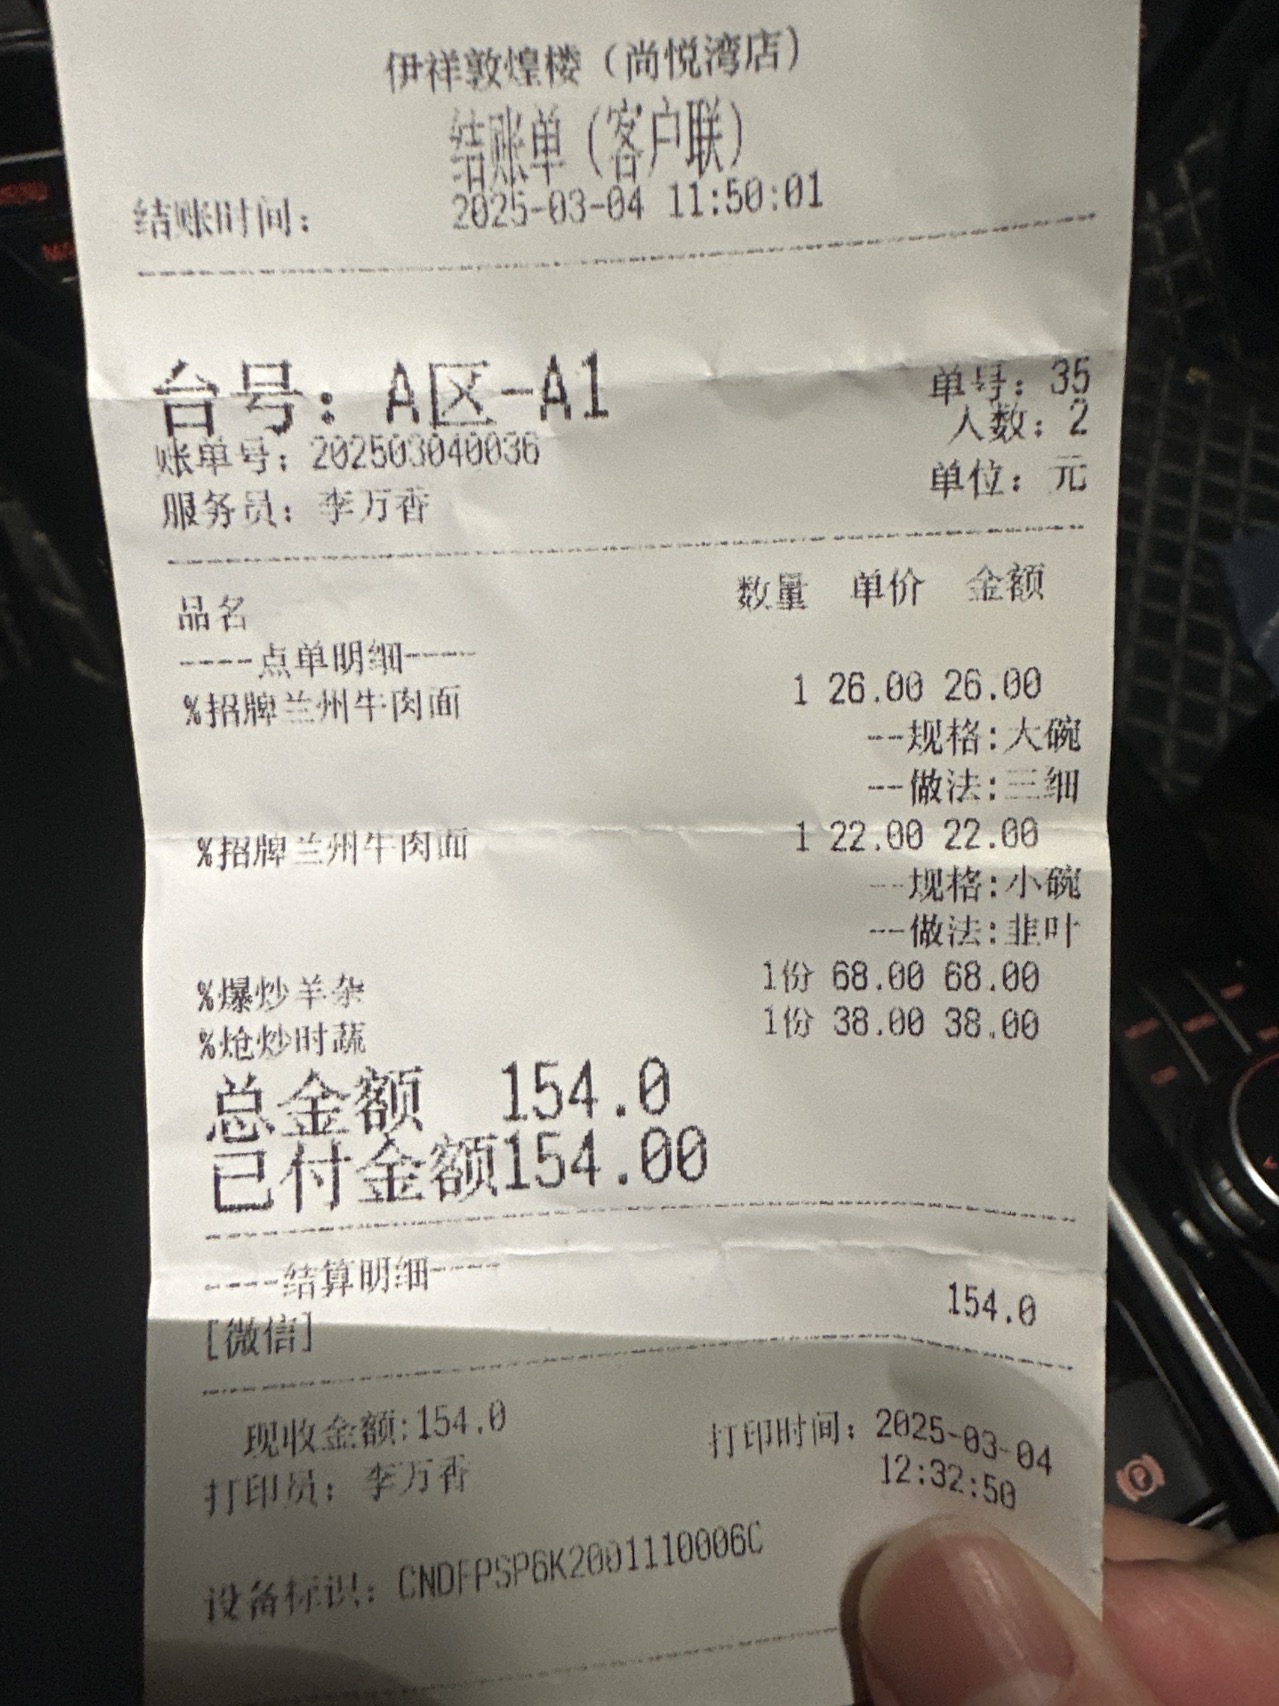 伊祥敦煌楼（尚悦湾店）
结账单（客户联）
结账时间： 2025-03-04 11:50:01
台号：A区-A1 单号：35
人数：2
账单号：202503040036
服务员：李万香 单位：元
品名 数量 单价 金额
----点单明细----
%招牌兰州牛肉面 1 26.00 26.00
--规格:大碗
--做法:三细
%招牌兰州牛肉面 1 22.00 22.00
--规格:小碗
--做法:韭叶
%爆炒羊杂 1份 68.00 68.00
%炝炒时蔬 1份 38.00 38.00
总金额 154.0
已付金额154.00
----结算明细----
[微信] 154.0
现收金额:154.0
打印员：李万香 打印时间：2025-03-04
12:32:50
设备标识：CNDFPSP6K2001110006C